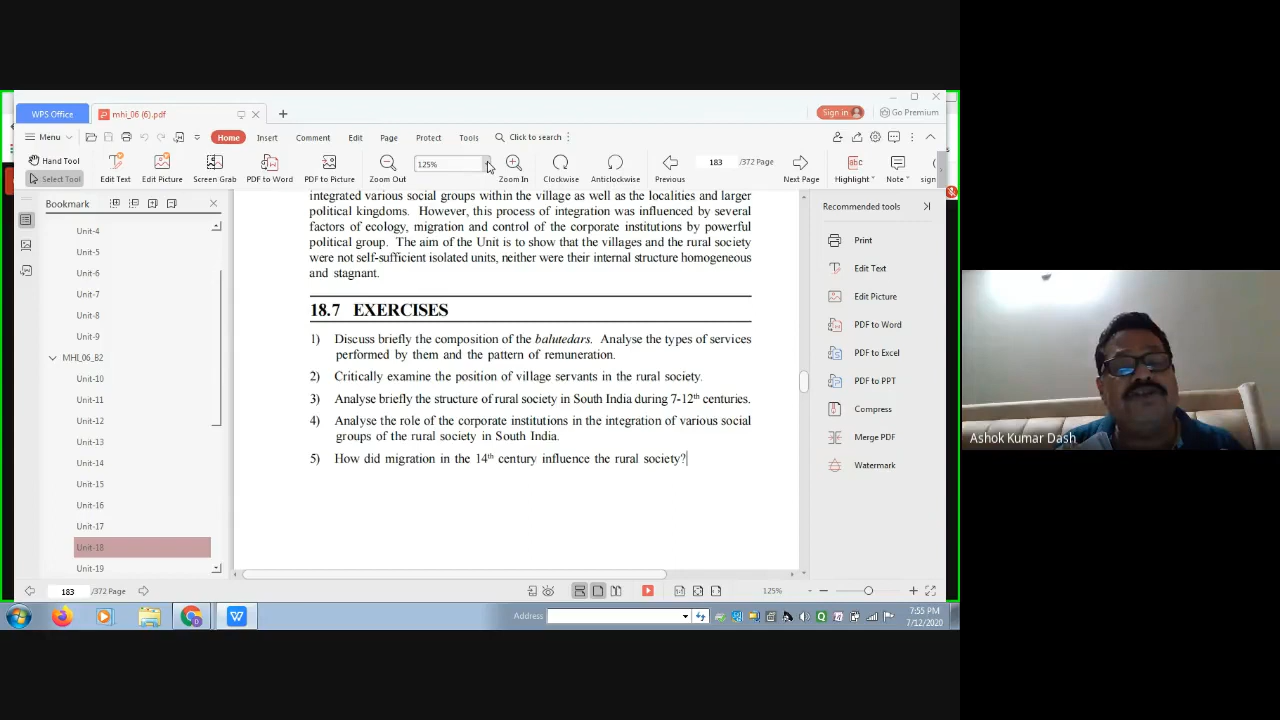 WPS Office
mhi_06 (6).pdf
Sign in
Go Premium
Menu
Home
Insert
Comment
Edit
Page
Protect
Tools
Click to search
Hand Tool
Select Tool
Edit Text
Edit Picture
Screen Grab
PDF to Word
PDF to Picture
Zoom Out
125%
Zoom In
Clockwise
Anticlockwise
Previous
183
/372 Page
Next Page
Highlight
Note
sign
Bookmark
Unit-4
Unit-5
Unit-6
Unit-7
Unit-8
Unit-9
MHI_06_B2
Unit-10
Unit-11
Unit-12
Unit-13
Unit-14
Unit-15
Unit-16
Unit-17
Unit-18
Unit-19
integrated various social groups within the village as well as the localities and larger
political kingdoms. However, this process of integration was influenced by several
factors of ecology, migration and control of the corporate institutions by powerful
political group. The aim of the Unit is to show that the villages and the rural society
were not self-sufficient isolated units, neither were their internal structure homogeneous
and stagnant.
18.7 EXERCISES
1) Discuss briefly the composition of the balutedars. Analyse the types of services
performed by them and the pattern of remuneration.
2) Critically examine the position of village servants in the rural society.
3) Analyse briefly the structure of rural society in South India during 7-12th centuries.
4) Analyse the role of the corporate institutions in the integration of various social
groups of the rural society in South India.
5) How did migration in the 14th century influence the rural society?
Recommended tools
Print
Edit Text
Edit Picture
PDF to Word
PDF to Excel
PDF to PPT
Compress
Merge PDF
Watermark
183
/372 Page
125%
Address
7:55 PM
7/12/2020
Ashok Kumar Dash